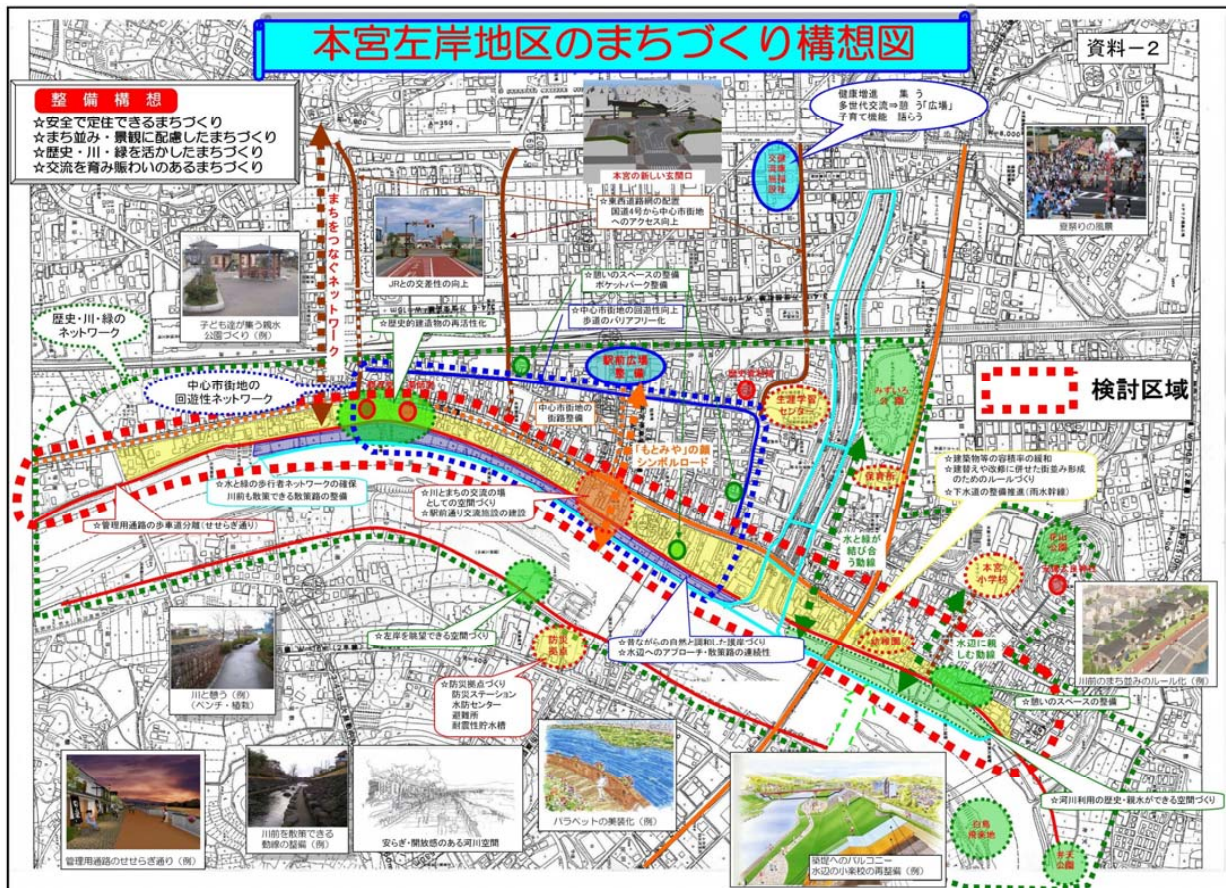 本宮左岸地区のまちづくり構想図
資料－2
整備構想
☆安全で定住できるまちづくり
☆まち並み・景観に配慮したまちづくり
☆歴史・川・緑を活かしたまちづくり
☆交流を育み賑わいのあるまちづくり
健康増進　集う
多世代交流⇒憩う「広場」
子育て機能　語らう
本宮の新しい玄関口
健康福祉
交流施設
夏祭りの風景
まちをつなぐネットワーク
☆東西道路網の配置
国道4号から中心市街地
へのアクセス向上
JRとの交差性の向上
子ども達が集う親水
公園づくり（例）
☆憩いのスペースの整備
ポケットパーク整備
☆中心市街地の回遊性向上
歩道のバリアフリー化
☆歴史的建造物の再活性化
歴史・川・緑の
ネットワーク
中心市街地の
回遊性ネットワーク
駅前広場
整備
生涯学習
センター
みずいろ
公園
検討区域
中心市街地の
街路整備
「もとみや」の顔
シンボルロード
保育所
☆建築物等の容積率の緩和
☆建替えや改修に併せた街並み形成
のためのルールづくり
☆下水道の整備推進（雨水幹線）
☆水と緑の歩行者ネットワークの確保
川前も散策できる散策路の整備
☆川とまちの交流の場
としての空間づくり
☆駅前通り交流施設の建設
☆管理用通路の歩車道分離（せせらぎ通り）
水と緑が
結び合
う動線
本宮
小学校
公園
幼稚園
水辺に親
しむ動線
川前のまち並みのルール化（例）
☆左岸を眺望できる空間づくり
防災
拠点
☆昔ながらの自然と調和した護岸づくり
☆水辺へのアプローチ・散策路の連続性
☆憩いのスペースの整備
川と憩う（例）
（ベンチ・植栽）
☆防災拠点づくり
防災ステーション
水防センター
避難所
耐震性貯水槽
☆河川利用の歴史・親水ができる空間づくり
白鳥
飛来地
弁天
公園
管理用通路のせせらぎ通り（例）
川前を散策できる
動線の整備（例）
安らぎ・開放感のある河川空間
パラペットの美装化（例）
築堤へのバルコニー
水辺の小楽校の再整備（例）